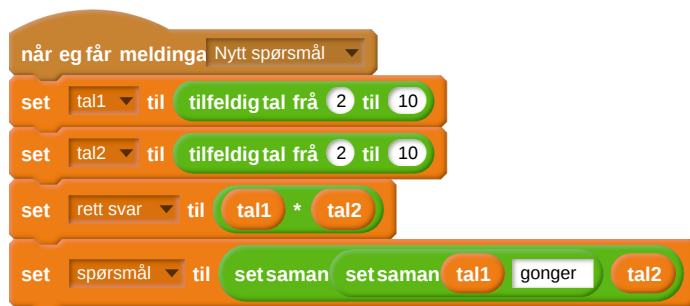 når eg får meldinga Nytt spørsmål
set tal1 til tilfeldig tal frå 2 til 10
set tal2 til tilfeldig tal frå 2 til 10
set rett svar til tal1 * tal2
set spørsmål til set saman set saman tal1 gonger tal2